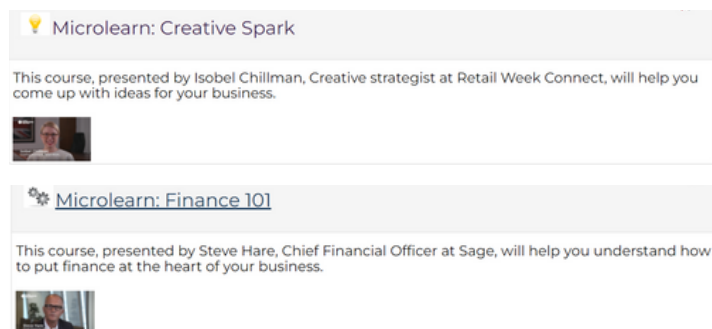 Microlearn: Creative Spark
This course, presented by Isobel Chillman, Creative strategist at Retail Week Connect, will help you
come up with ideas for your business.
Microlearn: Finance 101
This course, presented by Steve Hare, Chief Financial Officer at Sage, will help you understand how
to put finance at the heart of your business.